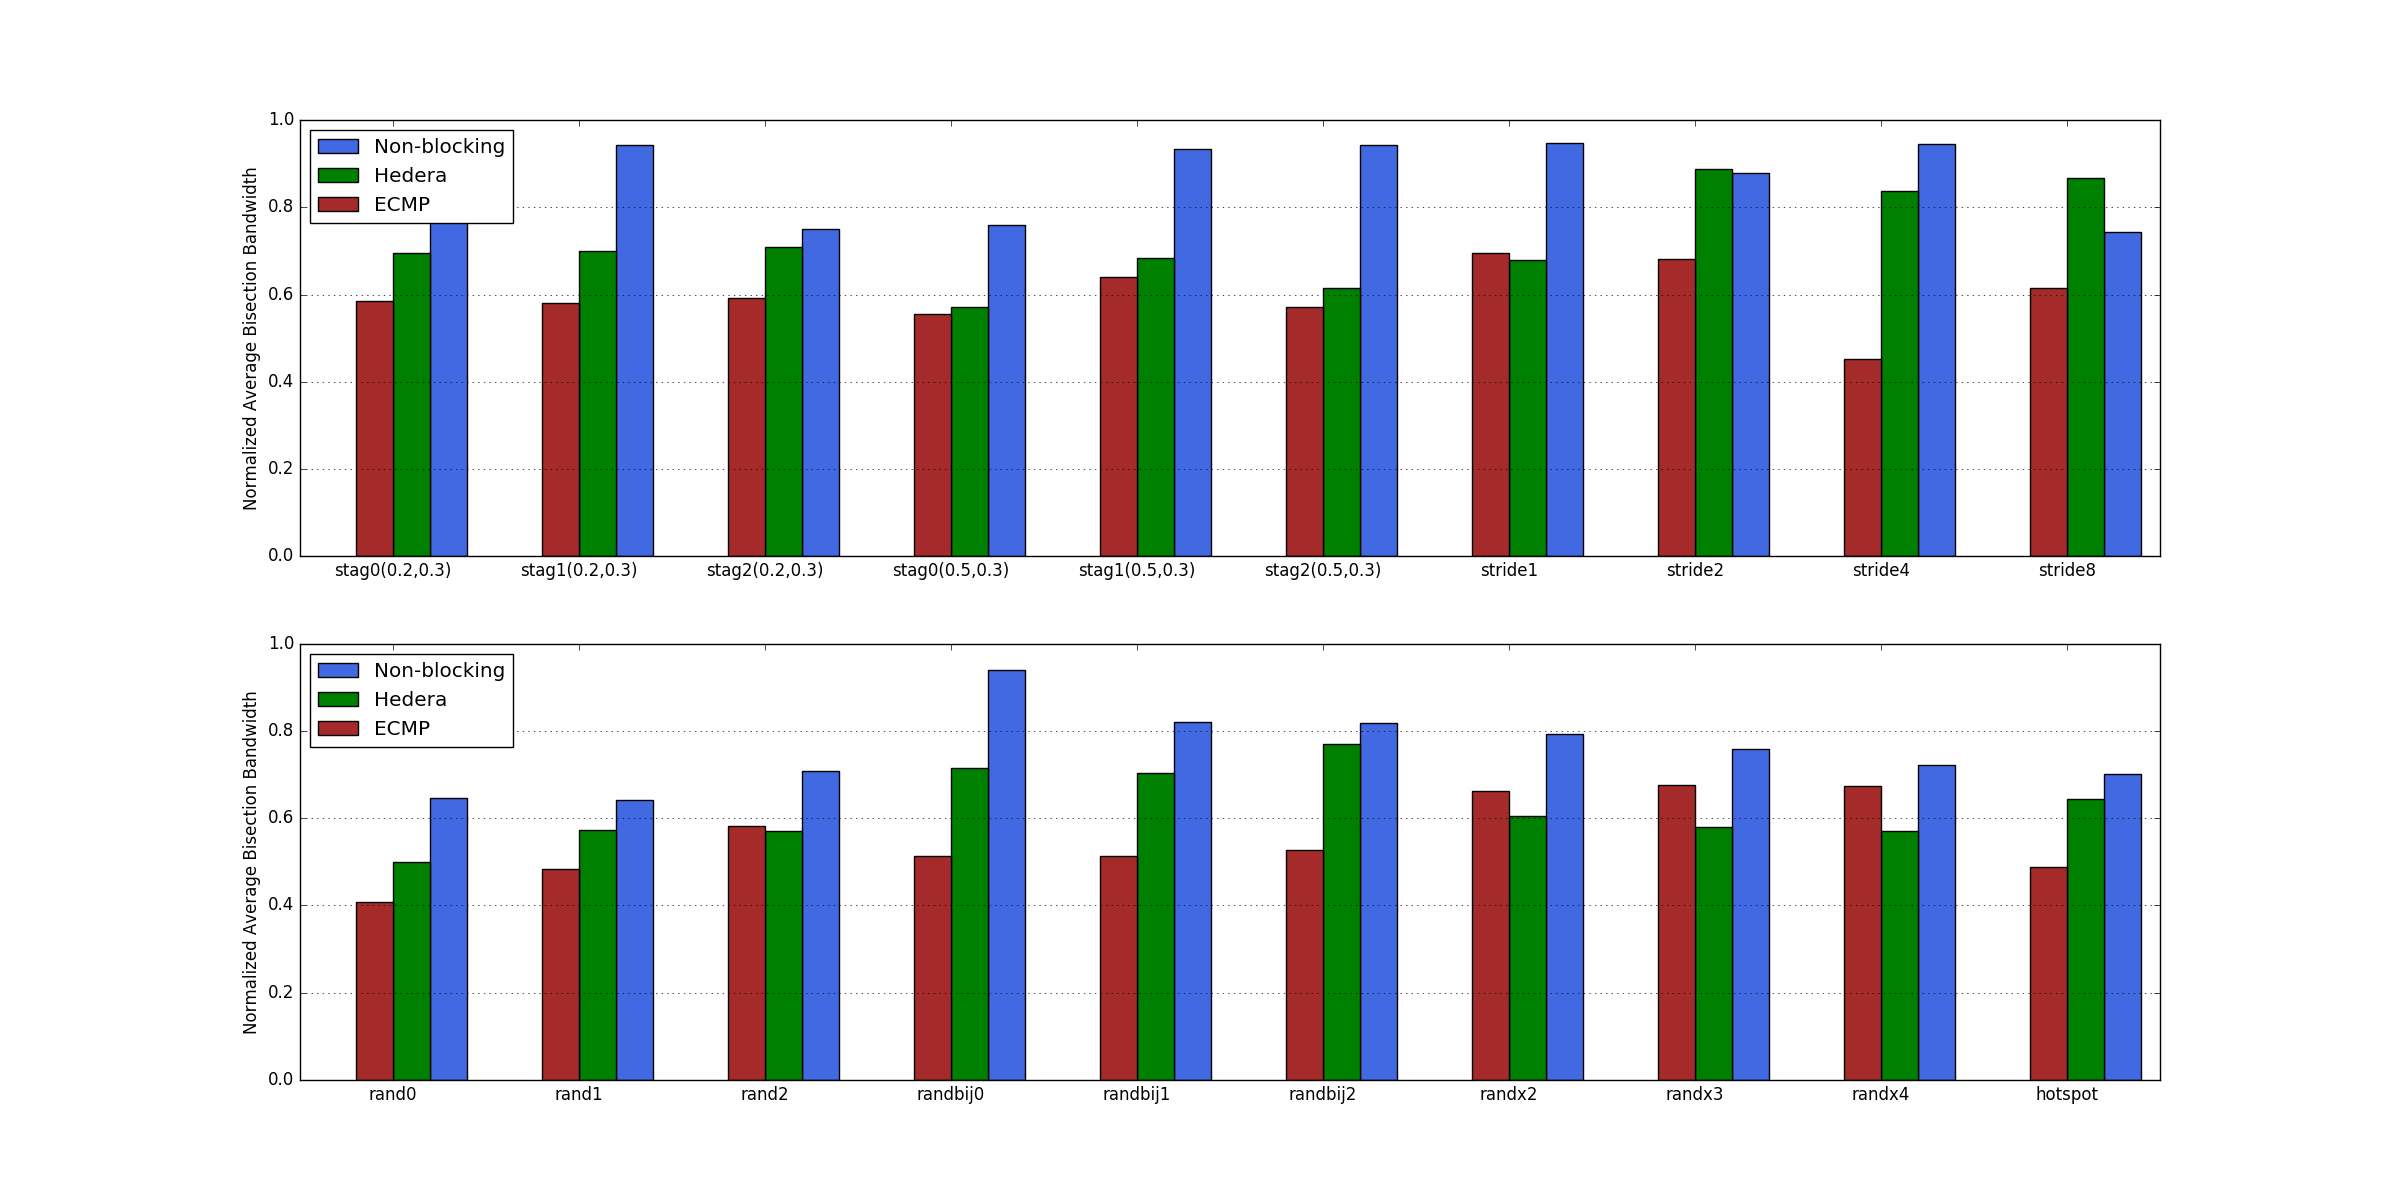 1.0
0.8
0.6
0.4
0.2
0.0
Normalized Average Bisection Bandwidth
Non-blocking
Hedera
ECMP
stag0(0.2,0.3) stag1(0.2,0.3) stag2(0.2,0.3) stag0(0.5,0.3) stag1(0.5,0.3) stag2(0.5,0.3) stride1 stride2 stride4 stride8
1.0
0.8
0.6
0.4
0.2
0.0
Normalized Average Bisection Bandwidth
Non-blocking
Hedera
ECMP
rand0 rand1 rand2 randbij0 randbij1 randbij2 randx2 randx3 randx4 hotspot